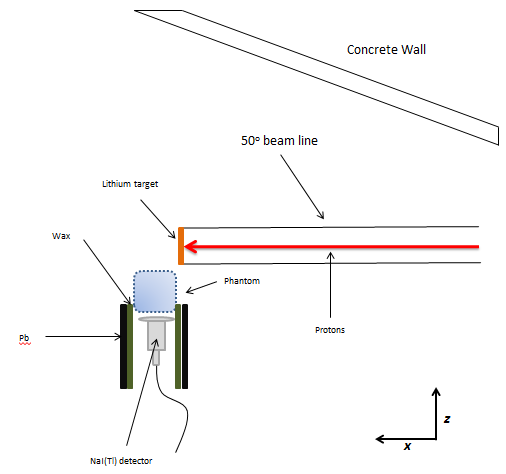 Concrete Wall
50° beam line
Lithium target
Wax
Phantom
Protons
Pb
z
x
NaI(Tl) detector